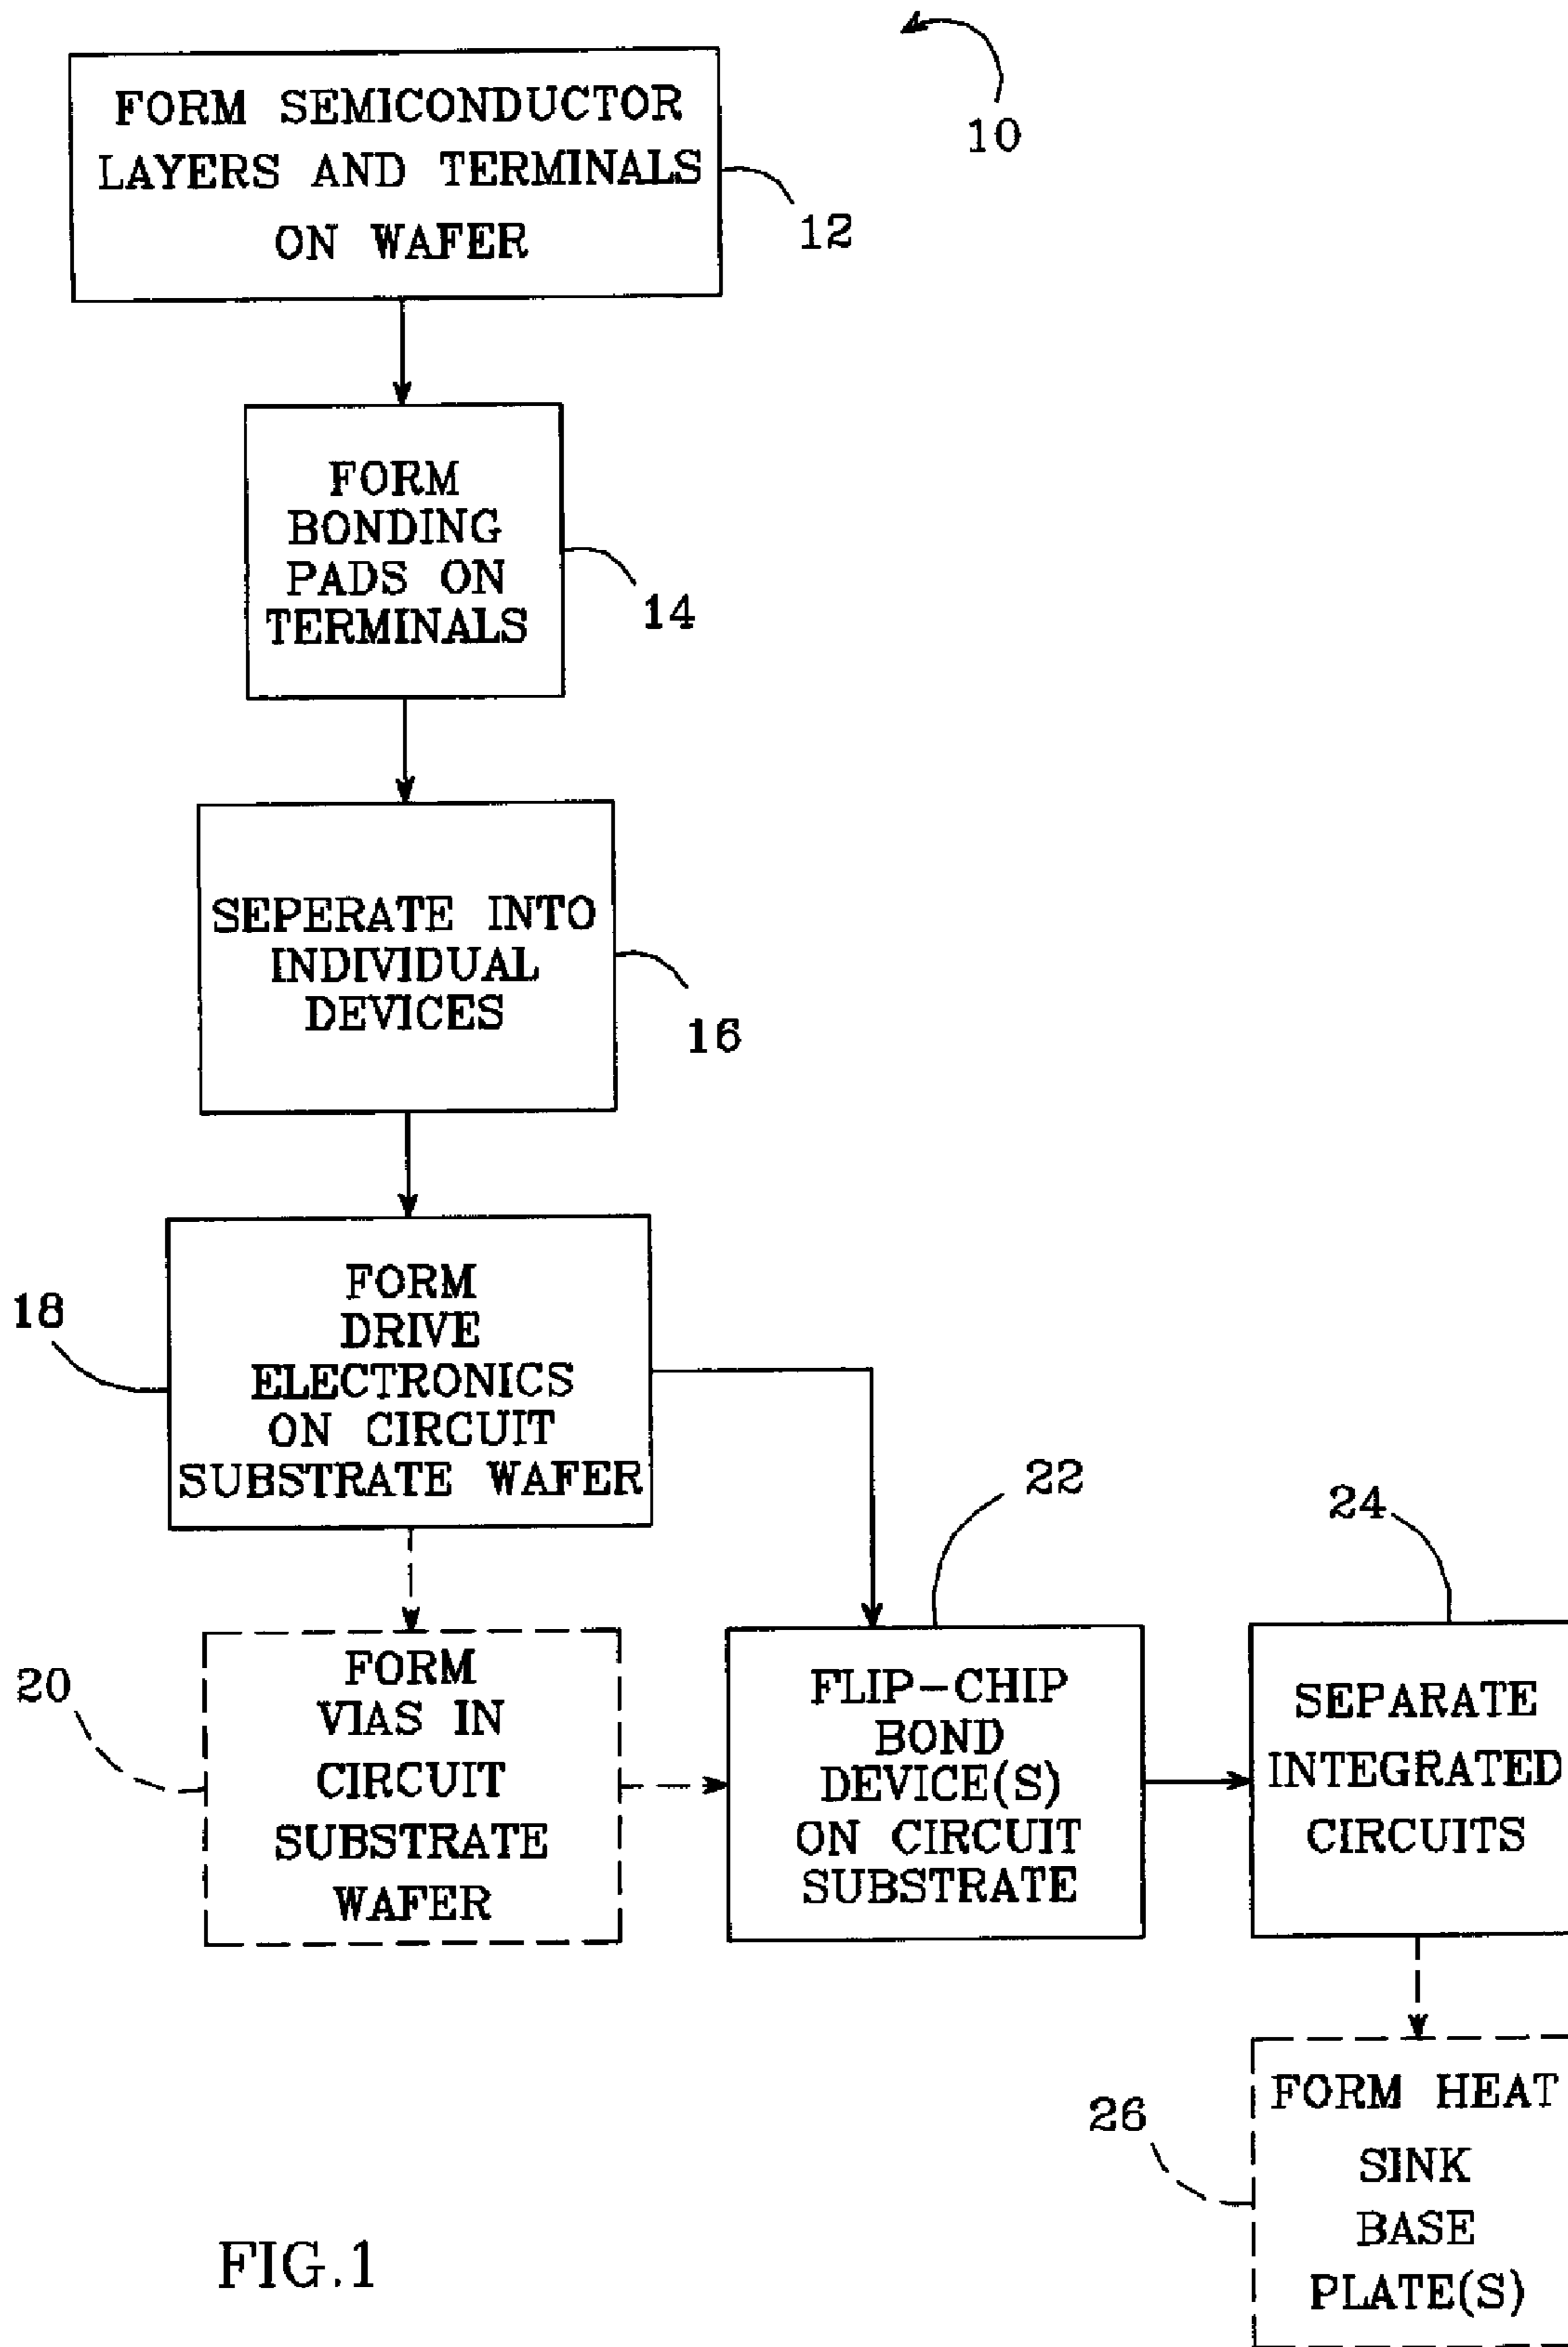 10
FORM SEMICONDUCTOR
LAYERS AND TERMINALS
ON WAFER
12
FORM
BONDING
PADS ON
TERMINALS
14
SEPERATE INTO
INDIVIDUAL
DEVICES
16
FORM
DRIVE
ELECTRONICS
ON CIRCUIT
SUBSTRATE WAFER
18
FORM
VIAS IN
CIRCUIT
SUBSTRATE
WAFER
20
FLIP-CHIP
BOND
DEVICE(S)
ON CIRCUIT
SUBSTRATE
22
SEPARATE
INTEGRATED
CIRCUITS
24
FORM HEAT
SINK
BASE
PLATE(S)
26
FIG.1